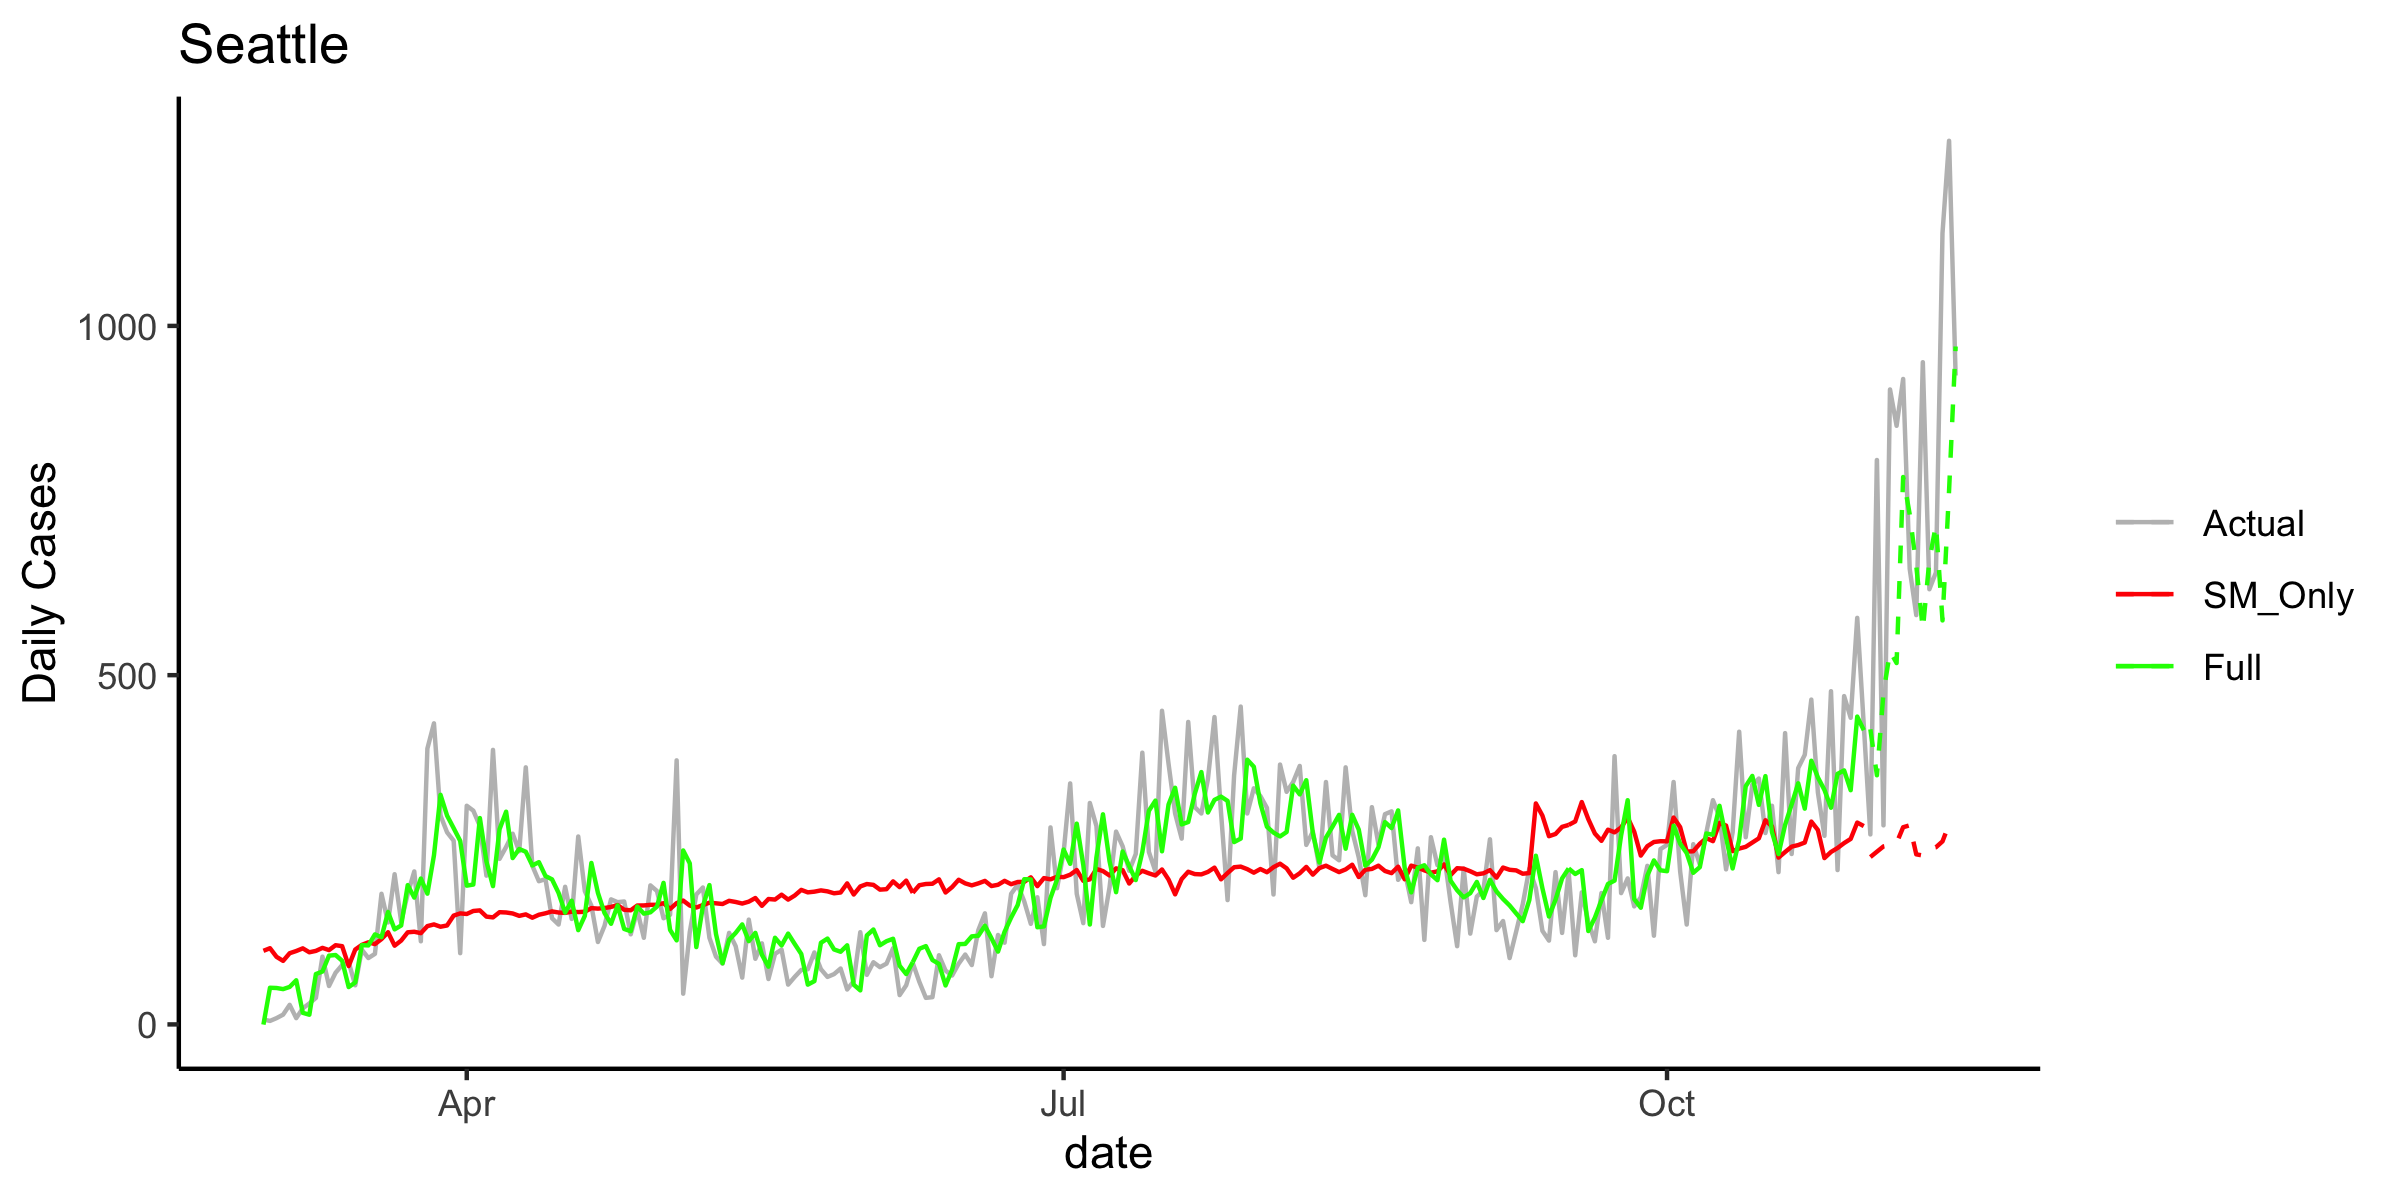 Seattle
Daily Cases
1000
500
0
Apr
Jul
Oct
date
Actual
SM_Only
Full